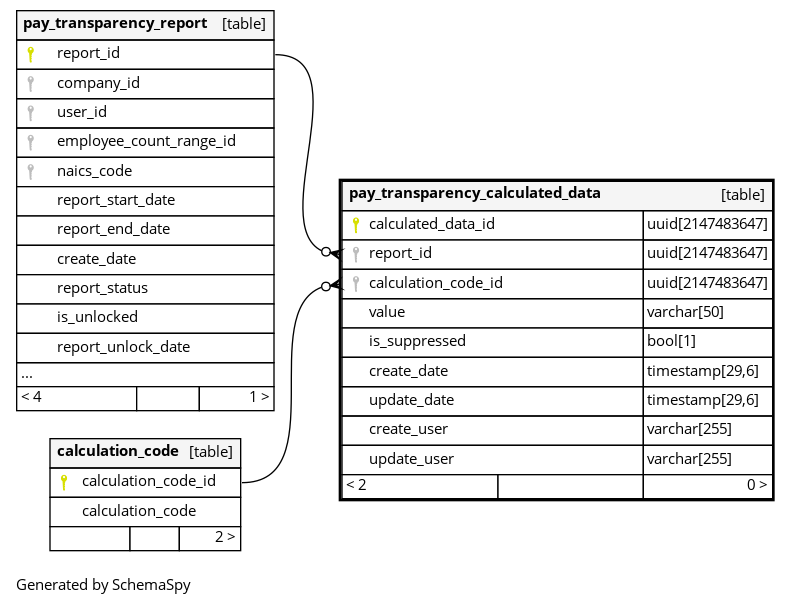 pay_transparency_report [table]
report_id
company_id
user_id
employee_count_range_id
naics_code
report_start_date
report_end_date
create_date
report_status
is_unlocked
report_unlock_date
...
< 4 1 >
pay_transparency_calculated_data [table]
calculated_data_id uuid[2147483647]
report_id uuid[2147483647]
calculation_code_id uuid[2147483647]
value varchar[50]
is_suppressed bool[1]
create_date timestamp[29,6]
update_date timestamp[29,6]
create_user varchar[255]
update_user varchar[255]
< 2 0 >
calculation_code [table]
calculation_code_id
calculation_code
2 >
Generated by SchemaSpy